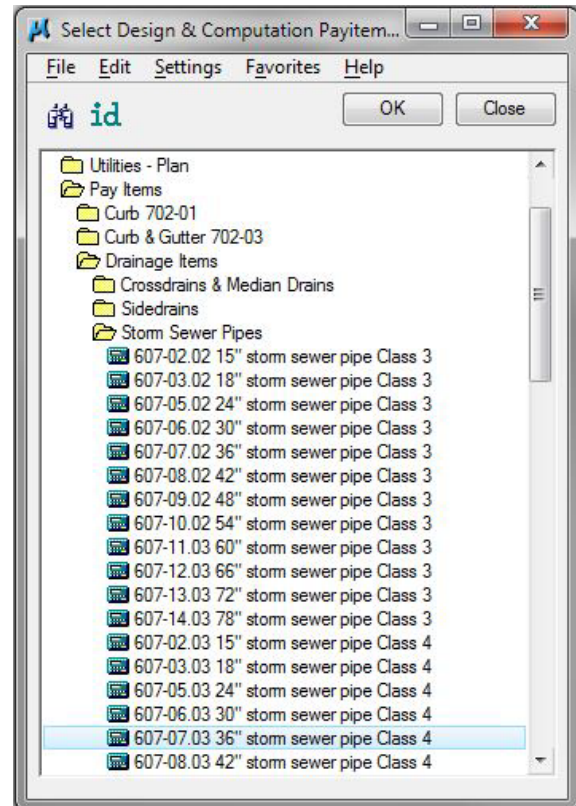 Select Design & Computation Payitem...
File Edit Settings Favorites Help
id OK Close
Utilities - Plan
Pay Items
Curb 702-01
Curb & Gutter 702-03
Drainage Items
Crossdrains & Median Drains
Sidedrains
Storm Sewer Pipes
607-02.02 15" storm sewer pipe Class 3
607-03.02 18" storm sewer pipe Class 3
607-05.02 24" storm sewer pipe Class 3
607-06.02 30" storm sewer pipe Class 3
607-07.02 36" storm sewer pipe Class 3
607-08.02 42" storm sewer pipe Class 3
607-09.02 48" storm sewer pipe Class 3
607-10.02 54" storm sewer pipe Class 3
607-11.03 60" storm sewer pipe Class 3
607-12.03 66" storm sewer pipe Class 3
607-13.03 72" storm sewer pipe Class 3
607-14.03 78" storm sewer pipe Class 3
607-02.03 15" storm sewer pipe Class 4
607-03.03 18" storm sewer pipe Class 4
607-05.03 24" storm sewer pipe Class 4
607-06.03 30" storm sewer pipe Class 4
607-07.03 36" storm sewer pipe Class 4
607-08.03 42" storm sewer pipe Class 4